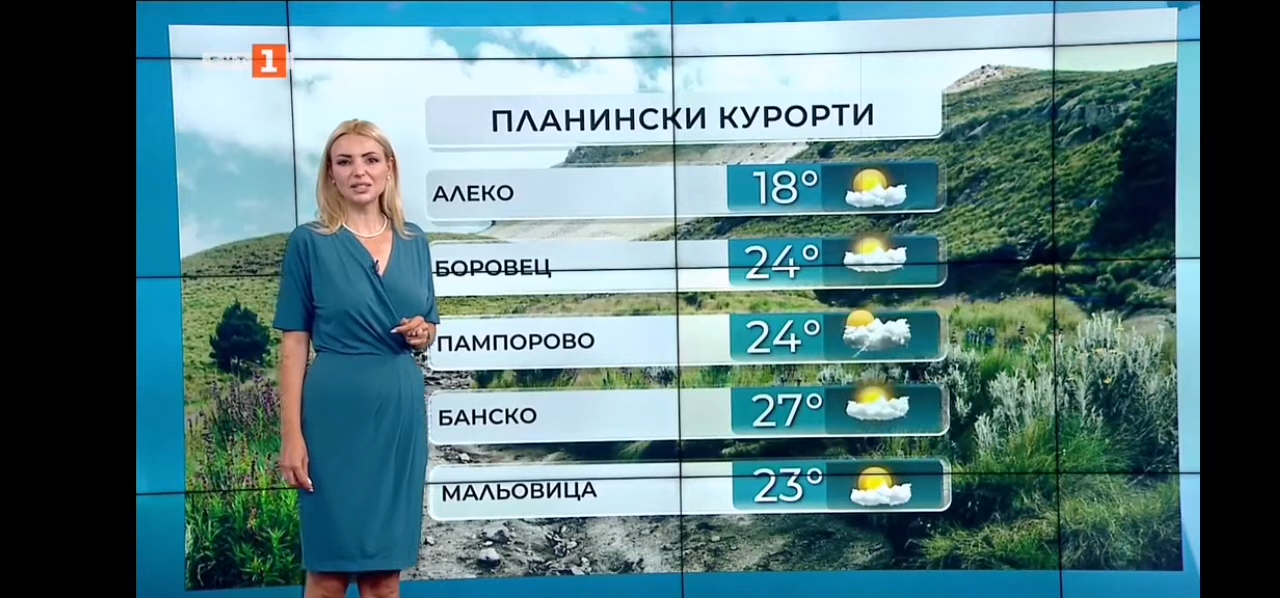 1
ПЛАНИНСКИ КУРОРТИ
АЛЕКО 18°
БОРОВЕЦ 24°
ПАМПОРОВО 24°
БАНСКО 27°
МАЛЬОВИЦА 23°